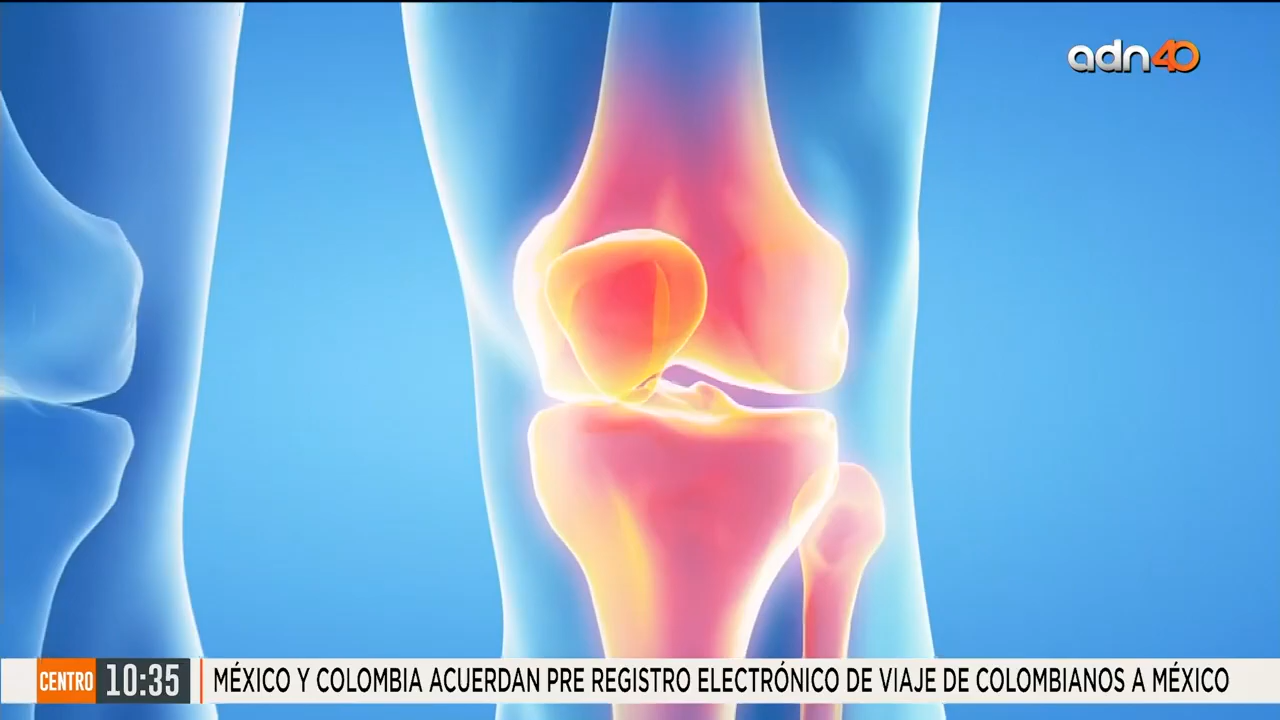 adn40
CENTRO 10:35 MÉXICO Y COLOMBIA ACUERDAN PRE REGISTRO ELECTRÓNICO DE VIAJE DE COLOMBIANOS A MÉXICO